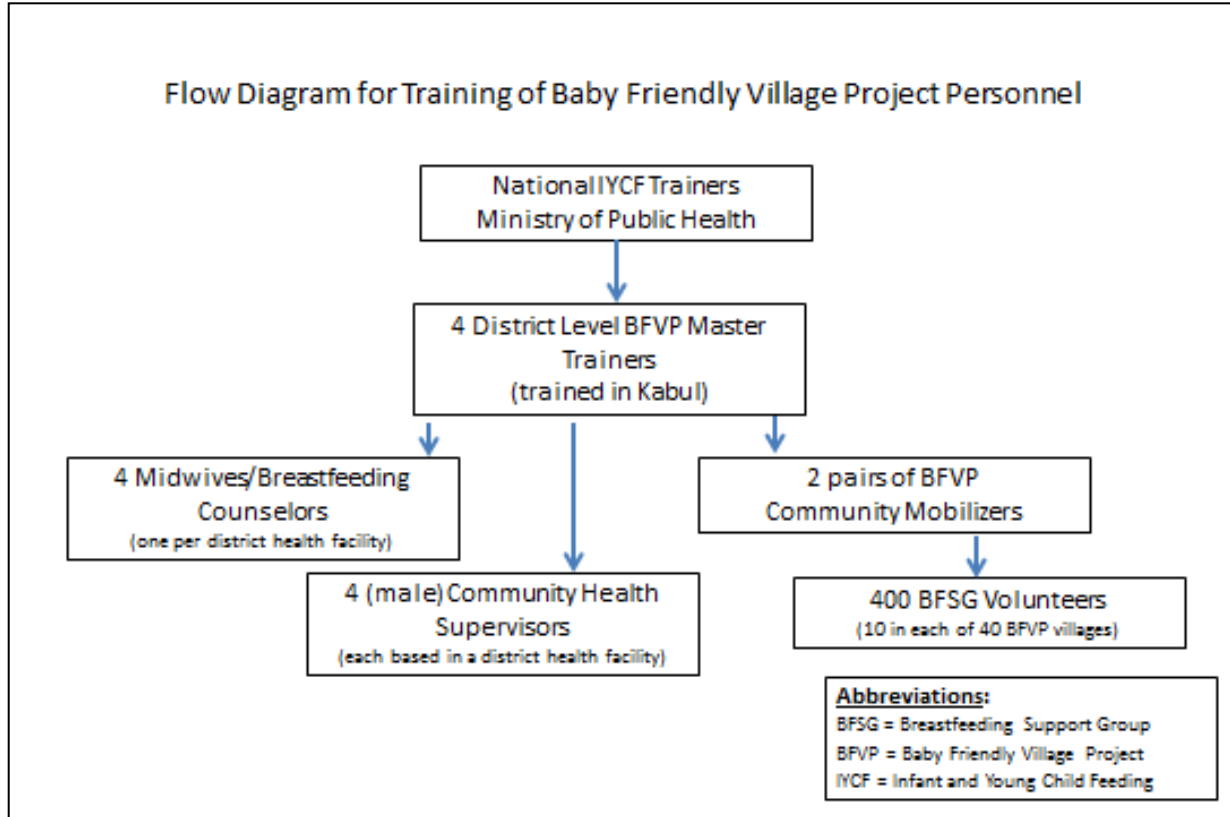 Flow Diagram for Training of Baby Friendly Village Project Personnel
National IYCF Trainers
Ministry of Public Health
4 District Level BFVP Master
Trainers
(trained in Kabul)
4 Midwives/Breastfeeding
Counselors
(one per district health facility)
2 pairs of BFVP
Community Mobilizers
4 (male) Community Health
Supervisors
(each based in a district health facility)
400 BFSG Volunteers
(10 in each of 40 BFVP villages)
Abbreviations:
BFSG = Breastfeeding Support Group
BFVP = Baby Friendly Village Project
IYCF = Infant and Young Child Feeding